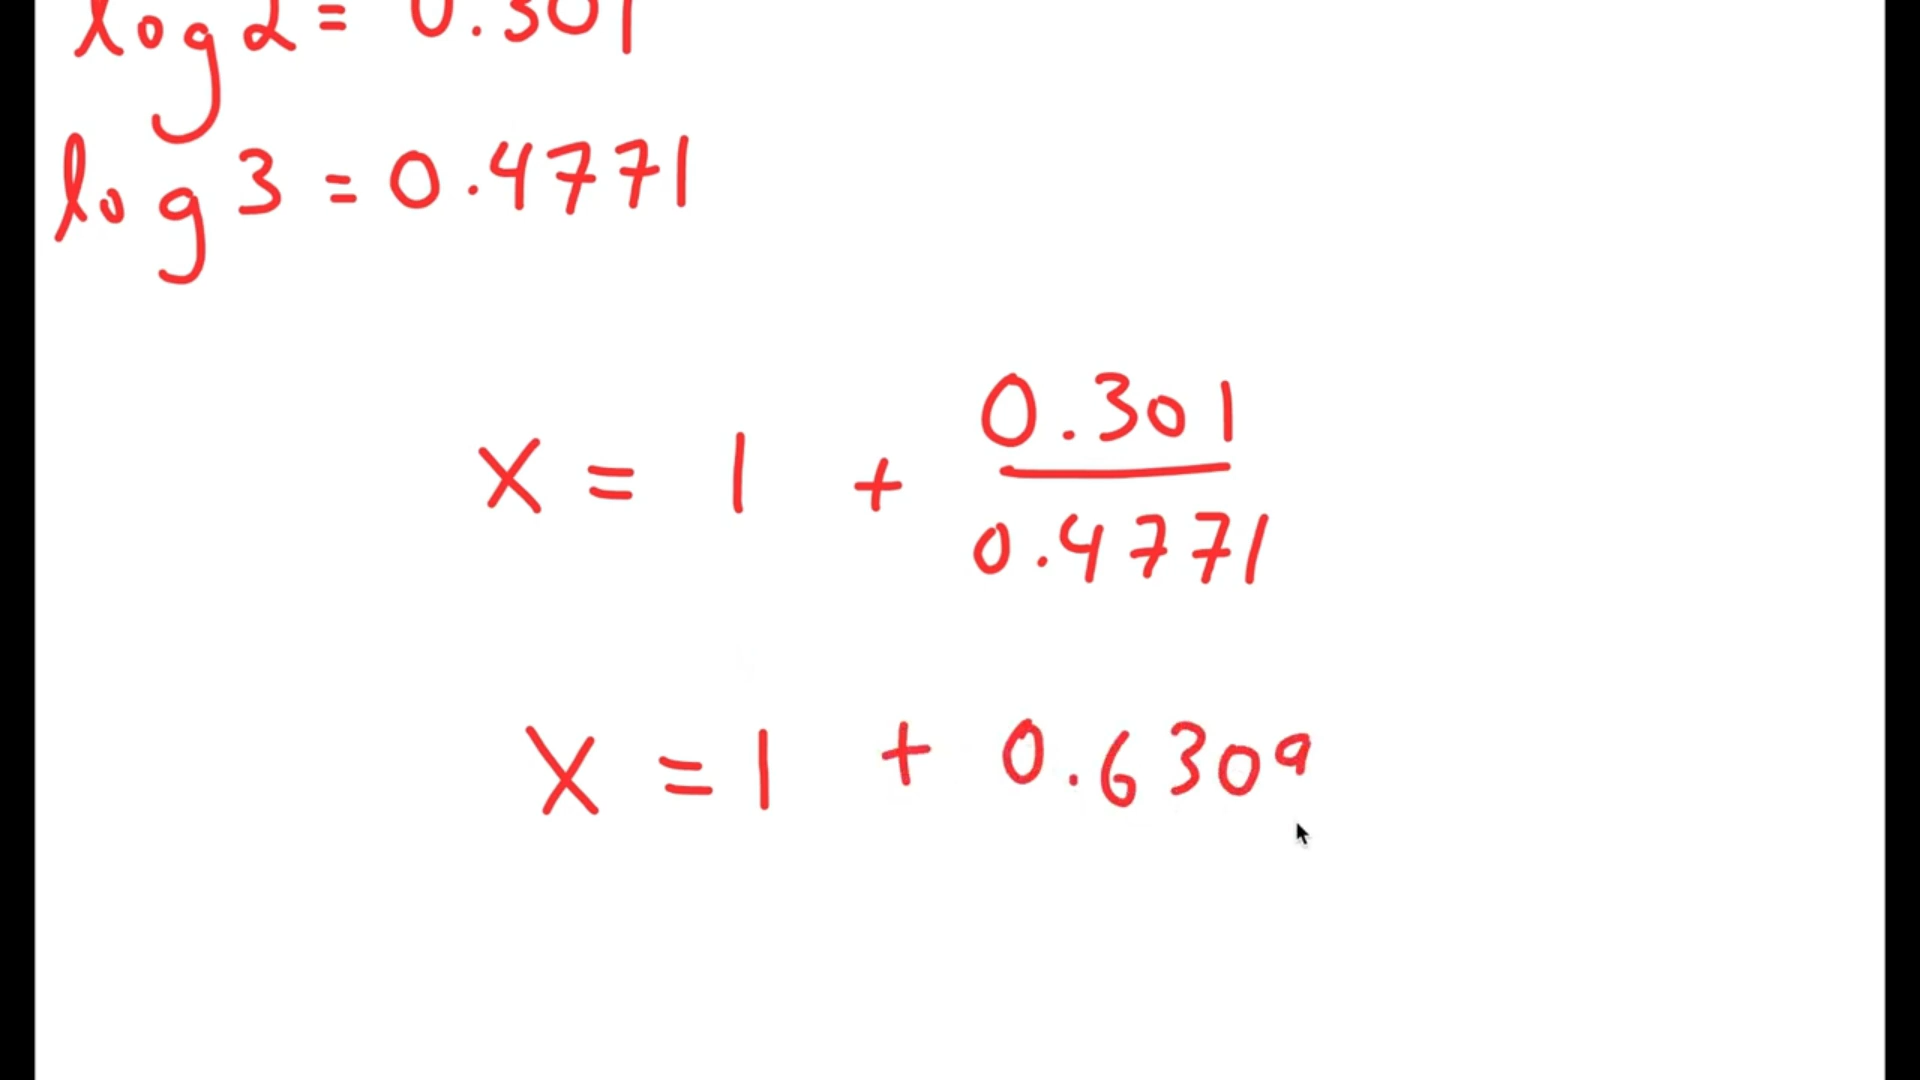 log 2 = 0.301
log 3 = 0.4771
x = 1 + 0.301
0.4771
x = 1 + 0.6309